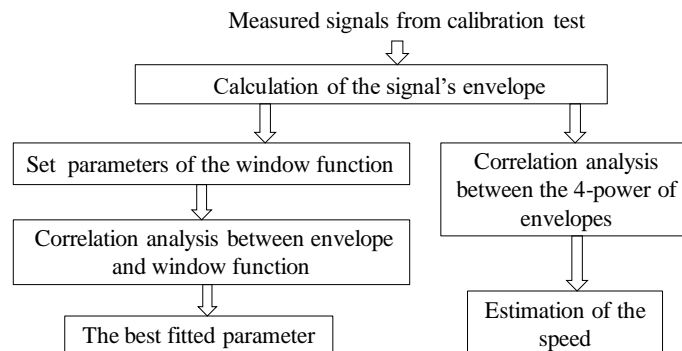 Measured signals from calibration test
Calculation of the signal's envelope
Set parameters of the window function
Correlation analysis between envelope
and window function
The best fitted parameter
Correlation analysis
between the 4-power of
envelopes
Estimation of the
speed